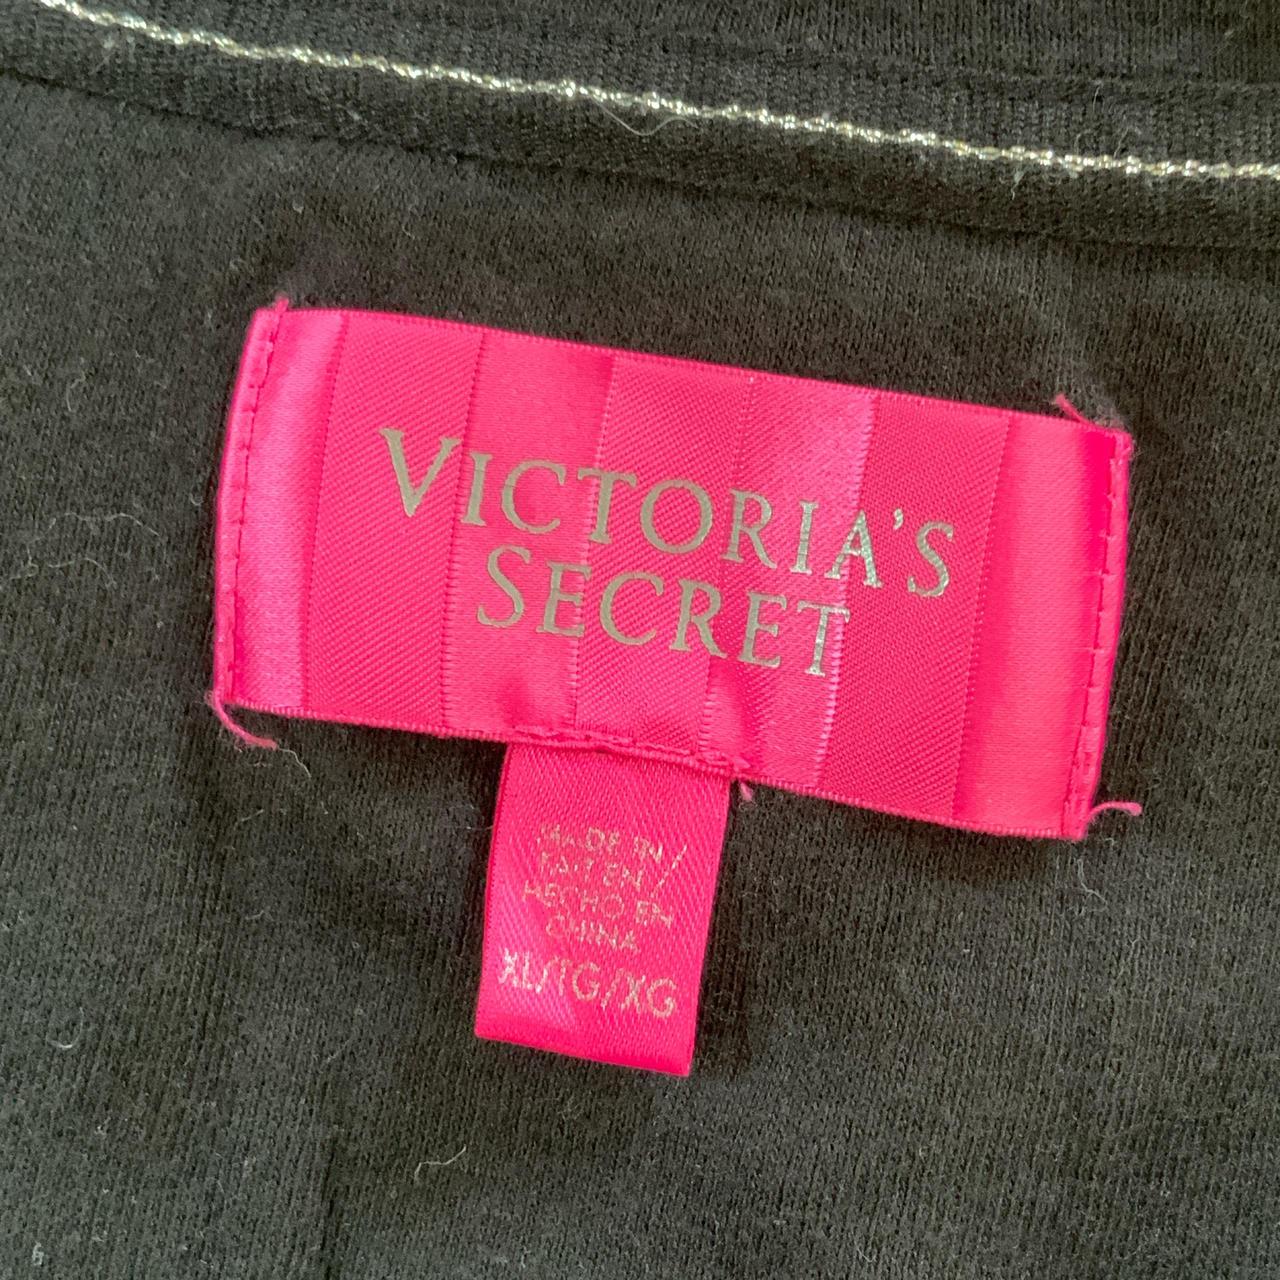 VICTORIA'S
SECRET
MADE IN /
FAIT EN /
HECHO EN
CHINA
XL/TG/XG